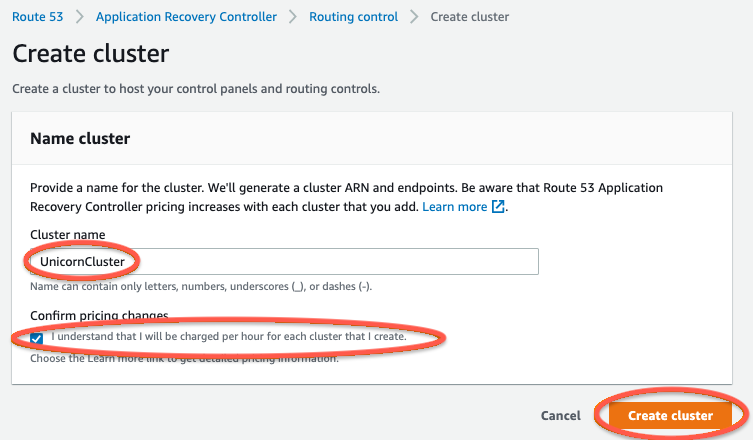 Route 53 > Application Recovery Controller > Routing control > Create cluster
Create cluster
Create a cluster to host your control panels and routing controls.
Name cluster
Provide a name for the cluster. We'll generate a cluster ARN and endpoints. Be aware that Route 53 Application
Recovery Controller pricing increases with each cluster that you add. Learn more.
Cluster name
UnicornCluster
Name can contain only letters, numbers, underscores (_), or dashes (-).
Confirm pricing changes
I understand that I will be charged per hour for each cluster that I create.
Choose the Learn more link to get detailed pricing information.
Cancel Create cluster